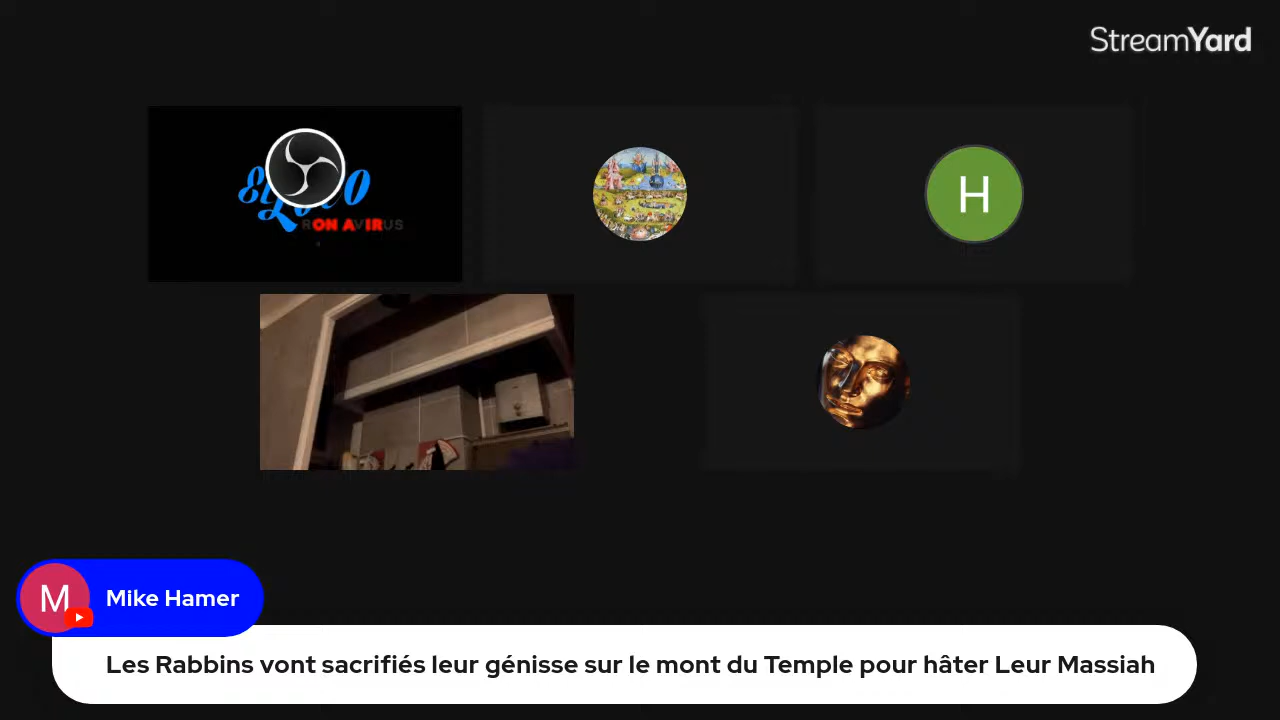 StreamYard
RON AVIRUS
H
M
Mike Hamer
Les Rabbins vont sacrifiés leur génisse sur le mont du Temple pour hâter Leur Massiah